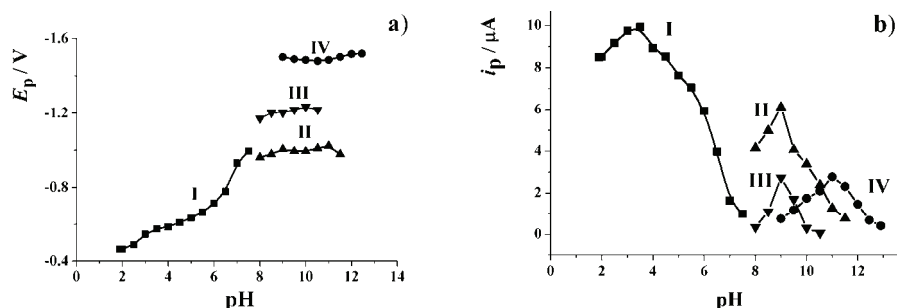 a)
-1.6
-1.2
-0.8
-0.4
E_p / V
I
II
III
IV
0 2 4 6 8 10 12 14
pH
b)
10
8
6
4
2
0
i_p / μA
I
II
III
IV
2 4 6 8 10 12
pH